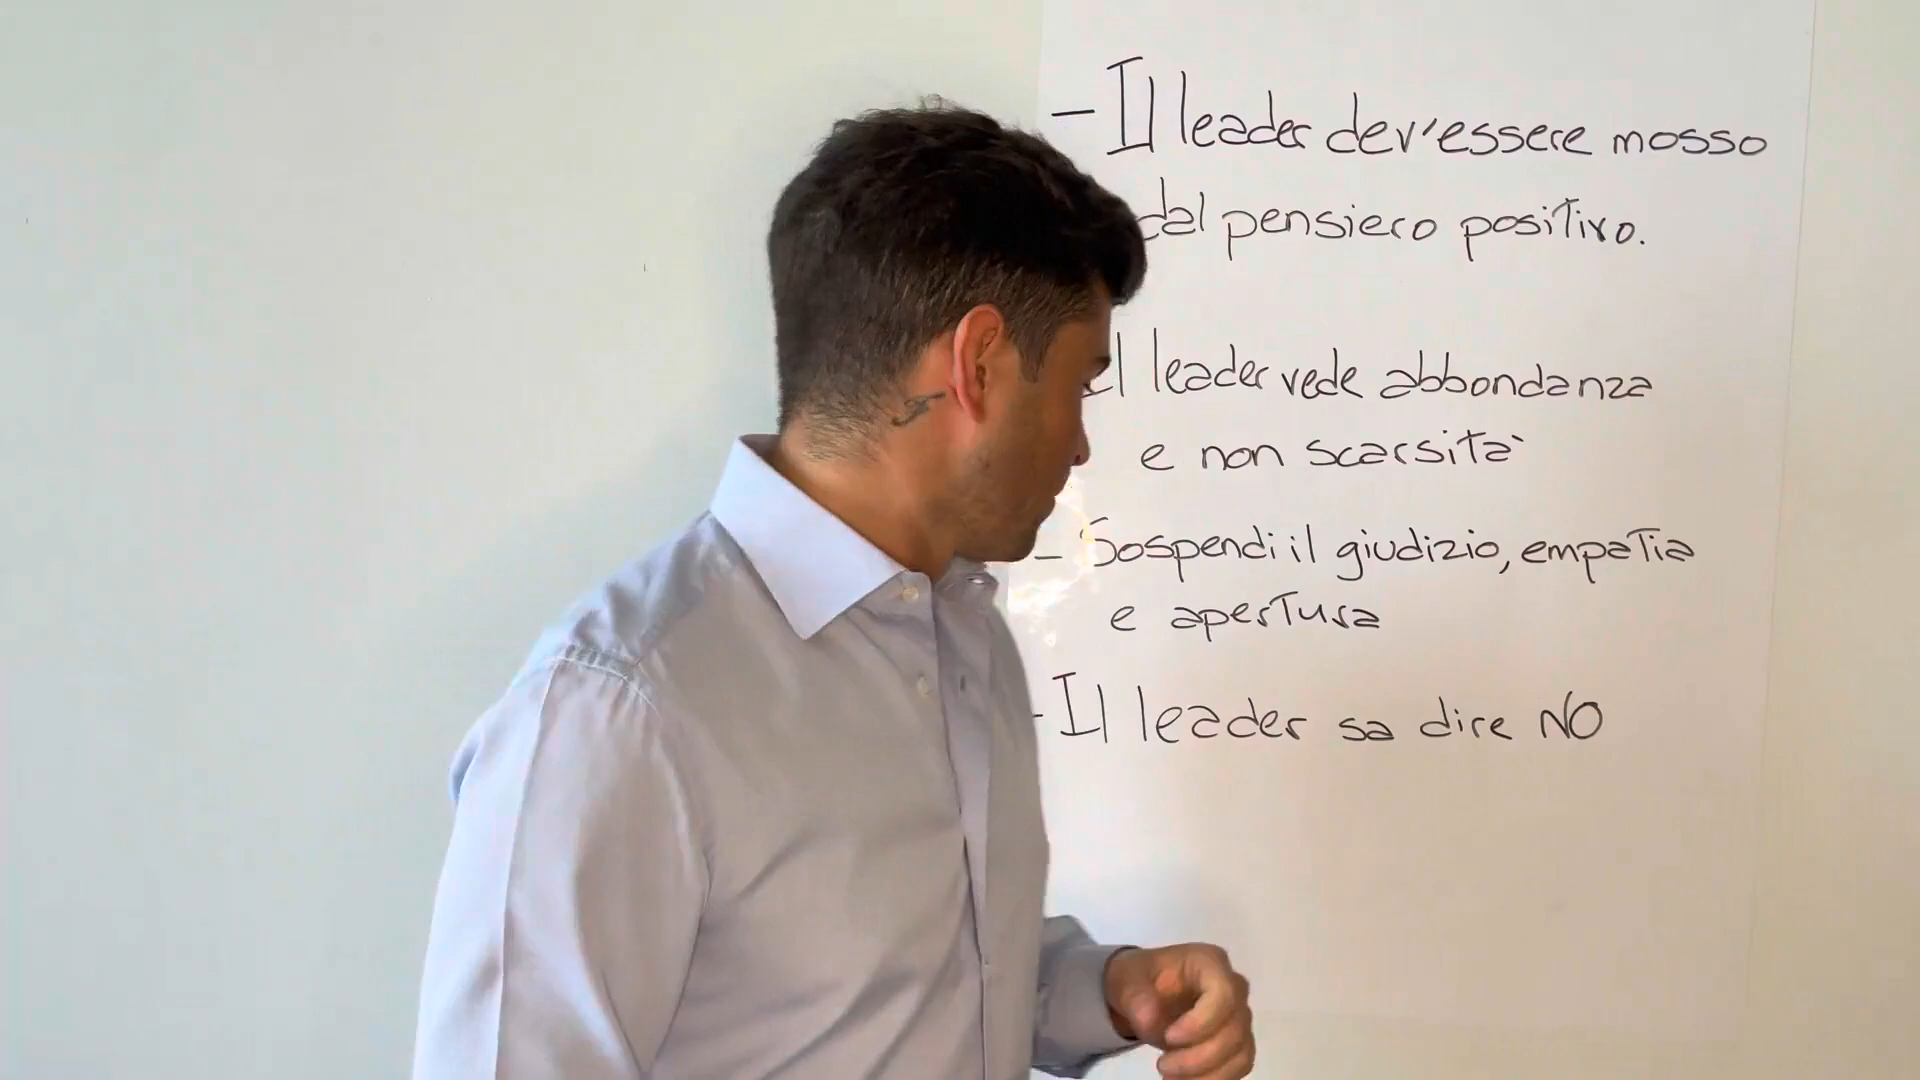 - Il leader dev'essere mosso
dal pensiero positivo.
Il leader vede abbondanza
e non scarsità
- Sospendi il giudizio, empatia
e apertura
- Il leader sa dire NO